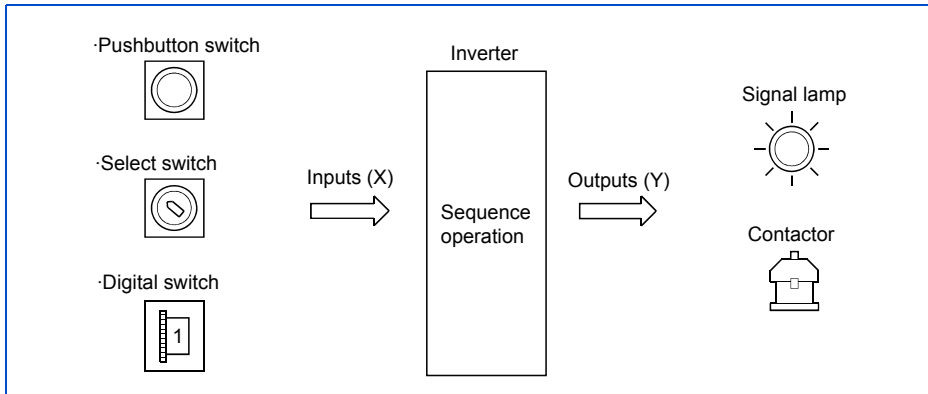 ·Pushbutton switch
·Select switch
·Digital switch
1
Inputs (X)
Inverter
Sequence
operation
Outputs (Y)
Signal lamp
Contactor